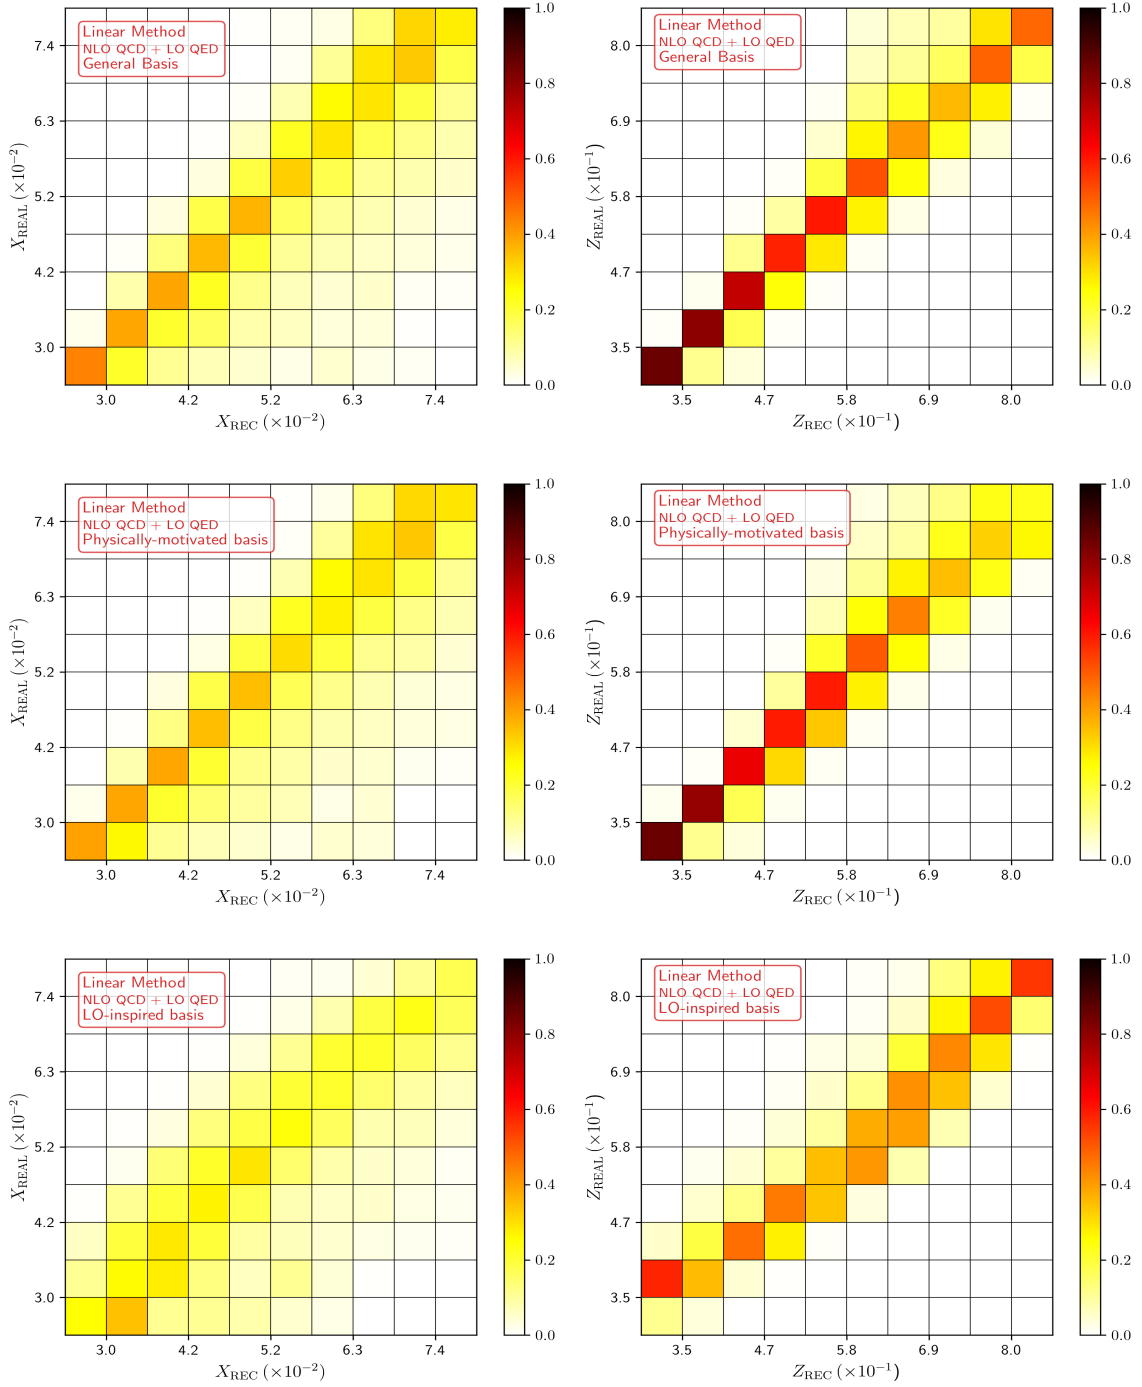 Linear Method
NLO QCD + LO QED
General Basis
7.4
6.3
5.2
4.2
3.0
X_REAL (×10⁻²)
3.0 4.2 5.2 6.3 7.4
X_REC (×10⁻²)
1.0
0.8
0.6
0.4
0.2
0.0
Linear Method
NLO QCD + LO QED
General Basis
8.0
6.9
5.8
4.7
3.5
Z_REAL (×10⁻¹)
3.5 4.7 5.8 6.9 8.0
Z_REC (×10⁻¹)
1.0
0.8
0.6
0.4
0.2
0.0
Linear Method
NLO QCD + LO QED
Physically-motivated basis
7.4
6.3
5.2
4.2
3.0
X_REAL (×10⁻²)
3.0 4.2 5.2 6.3 7.4
X_REC (×10⁻²)
1.0
0.8
0.6
0.4
0.2
0.0
Linear Method
NLO QCD + LO QED
Physically-motivated basis
8.0
6.9
5.8
4.7
3.5
Z_REAL (×10⁻¹)
3.5 4.7 5.8 6.9 8.0
Z_REC (×10⁻¹)
1.0
0.8
0.6
0.4
0.2
0.0
Linear Method
NLO QCD + LO QED
LO-inspired basis
7.4
6.3
5.2
4.2
3.0
X_REAL (×10⁻²)
3.0 4.2 5.2 6.3 7.4
X_REC (×10⁻²)
1.0
0.8
0.6
0.4
0.2
0.0
Linear Method
NLO QCD + LO QED
LO-inspired basis
8.0
6.9
5.8
4.7
3.5
Z_REAL (×10⁻¹)
3.5 4.7 5.8 6.9 8.0
Z_REC (×10⁻¹)
1.0
0.8
0.6
0.4
0.2
0.0